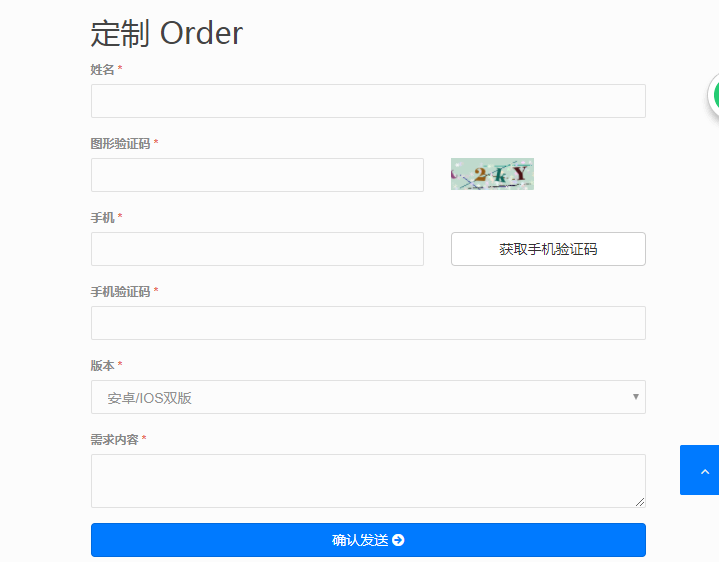 定制 Order
姓名 *
图形验证码 *
手机 *
获取手机验证码
手机验证码 *
版本 *
安卓/IOS双版
需求内容 *
确认发送